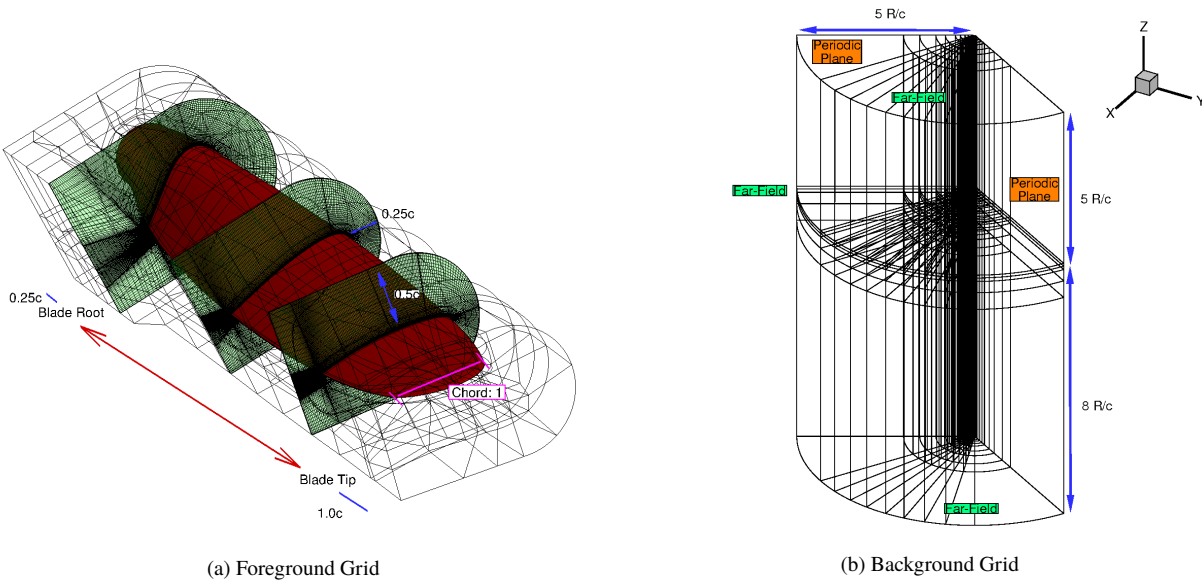 0.25c
0.5c
0.25c
Blade Root
Chord: 1
Blade Tip
1.0c
(a) Foreground Grid
5 R/c
Periodic
Plane
Far-Field
Z
X
Y
Far-Field
Periodic
Plane
5 R/c
8 R/c
Far-Field
(b) Background Grid